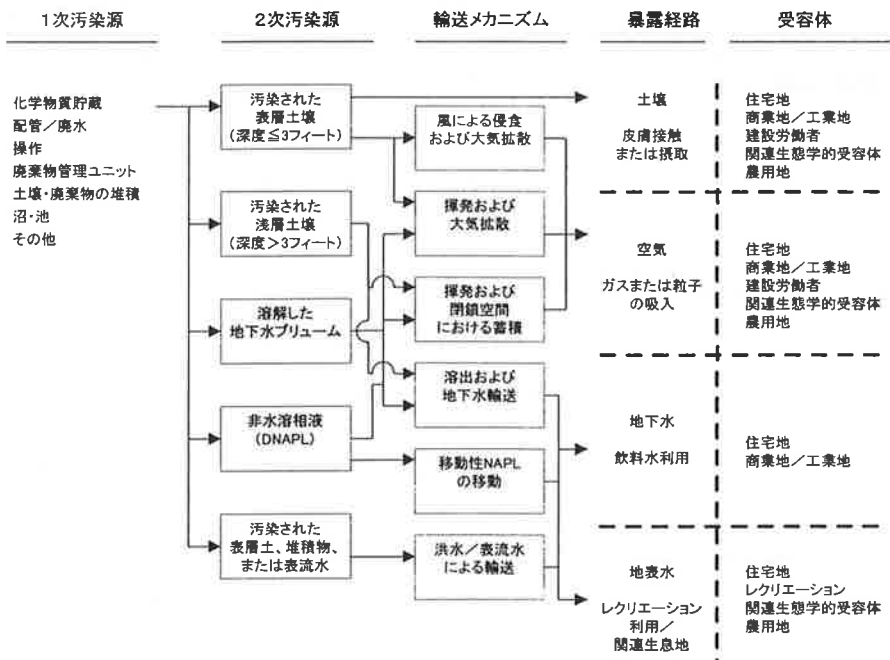 1次汚染源
2次汚染源
輸送メカニズム
暴露経路
受容体
化学物質貯蔵
配管／廃水
操作
廃棄物管理ユニット
土壌・廃棄物の堆積
沼・池
その他
汚染された
表層土壌
(深度≦3フィート)
汚染された
浅層土壌
(深度>3フィート)
溶解した
地下水プリューム
非水溶相液
(DNAPL)
汚染された
表層土、堆積物、
または表流水
風による侵食
および大気拡散
揮発および
大気拡散
揮発および
閉鎖空間
における蓄積
溶出および
地下水輸送
移動性NAPL
の移動
洪水／表流水
による輸送
土壌
皮膚接触
または摂取
空気
ガスまたは粒子
の吸入
地下水
飲料水利用
地表水
レクリエーション
利用／
関連生息地
住宅地
商業地／工業地
建設労働者
関連生態学的受容体
農用地
住宅地
商業地／工業地
建設労働者
関連生態学的受容体
農用地
住宅地
商業地／工業地
住宅地
レクリエーション
関連生態学的受容体
農用地